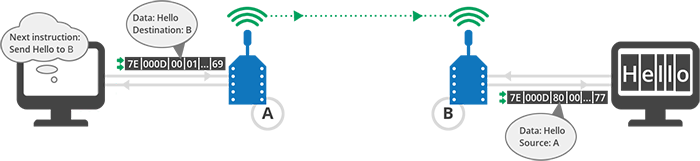 Next instruction:
Send Hello to B
Data: Hello
Destination: B
7E 000D 00 01 ... 69
A
B
Hello
7E 000D 80 00 ... 77
Data: Hello
Source: A